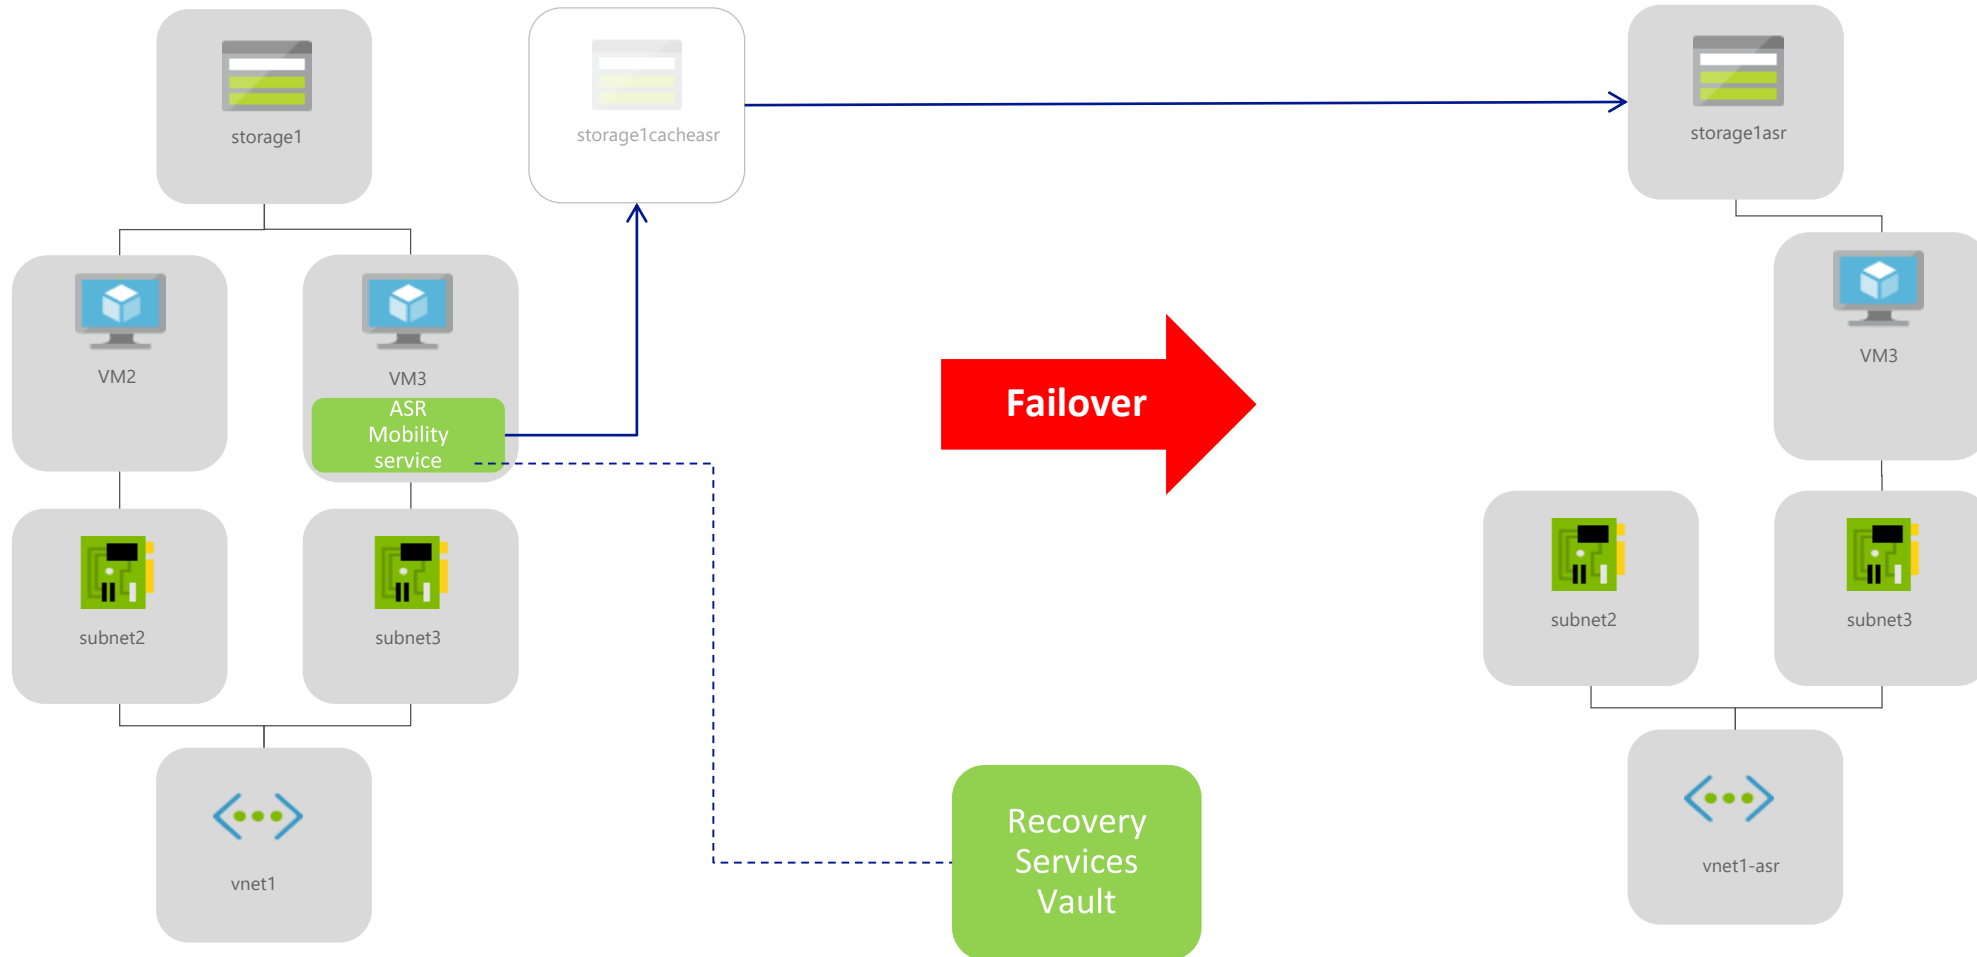 storage1
storage1cacheasr
storage1asr
VM2
VM3
ASR
Mobility
service
Failover
VM3
subnet2
subnet3
subnet2
subnet3
vnet1
Recovery
Services
Vault
vnet1-asr